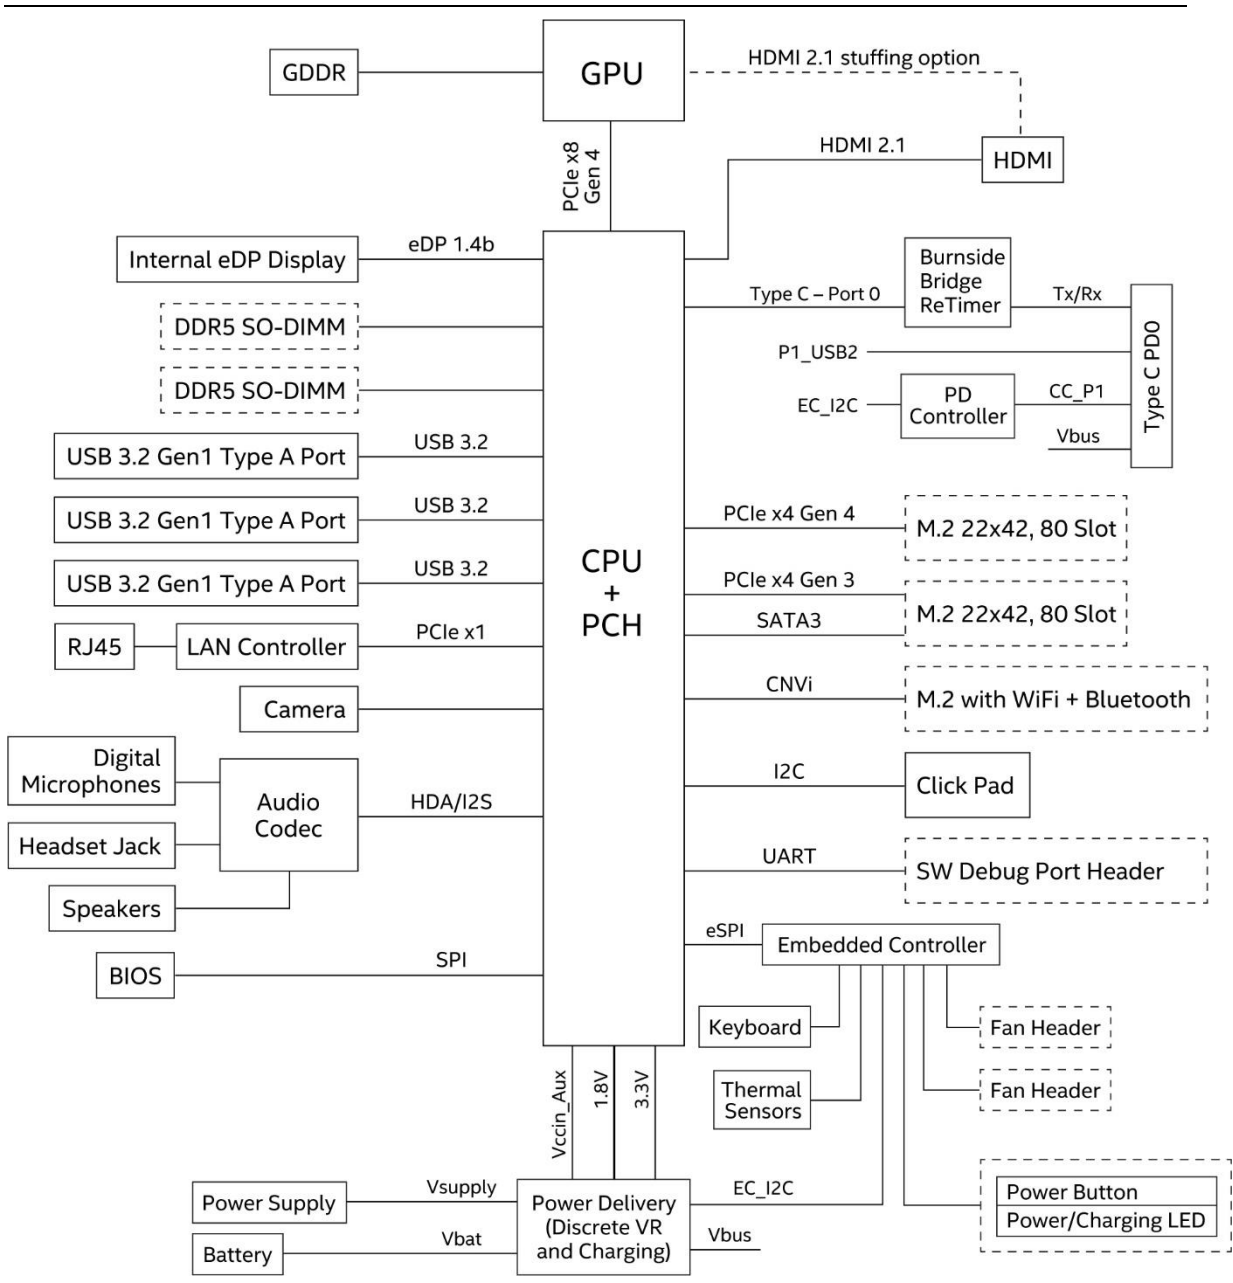 GDDR
GPU
HDMI 2.1 stuffing option
HDMI 2.1
HDMI
PCIe x8
Gen 4
Internal eDP Display
eDP 1.4b
DDR5 SO-DIMM
DDR5 SO-DIMM
USB 3.2 Gen1 Type A Port
USB 3.2
USB 3.2 Gen1 Type A Port
USB 3.2
USB 3.2 Gen1 Type A Port
USB 3.2
RJ45
LAN Controller
PCIe x1
Camera
Digital
Microphones
Headset Jack
Speakers
Audio
Codec
HDA/I2S
BIOS
SPI
CPU
+
PCH
Type C – Port 0
Burnside
Bridge
ReTimer
Tx/Rx
P1_USB2
EC_I2C
PD
Controller
CC_P1
Vbus
Type C PD0
PCIe x4 Gen 4
M.2 22x42, 80 Slot
PCIe x4 Gen 3
SATA3
M.2 22x42, 80 Slot
CNVi
M.2 with WiFi + Bluetooth
I2C
Click Pad
UART
SW Debug Port Header
eSPI
Embedded Controller
Keyboard
Thermal
Sensors
Fan Header
Fan Header
Power Button
Power/Charging LED
Vccin_Aux
1.8V
3.3V
Power Supply
Vsupply
Battery
Vbat
Power Delivery
(Discrete VR
and Charging)
EC_I2C
Vbus